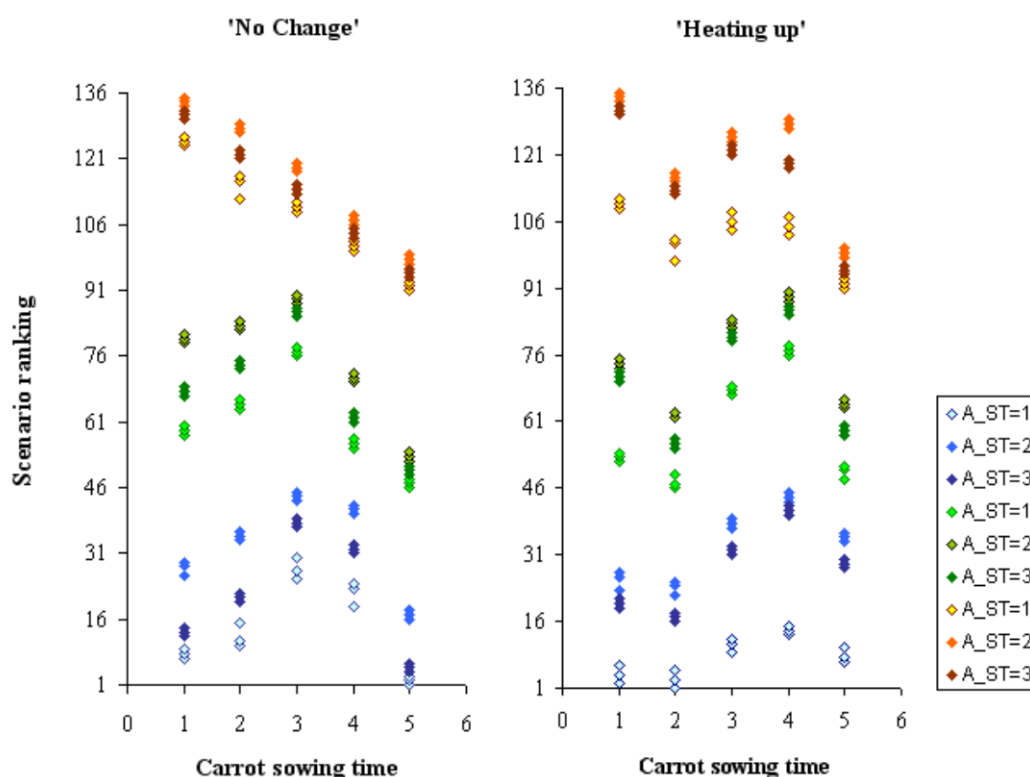 'No Change'
'Heating up'
136
121
106
91
76
61
46
31
16
1
0 1 2 3 4 5 6
Carrot sowing time
Scenario ranking
136
121
106
91
76
61
46
31
16
1
0 1 2 3 4 5 6
Carrot sowing time
A_ST=1
A_ST=2
A_ST=3
A_ST=1
A_ST=2
A_ST=3
A_ST=1
A_ST=2
A_ST=3